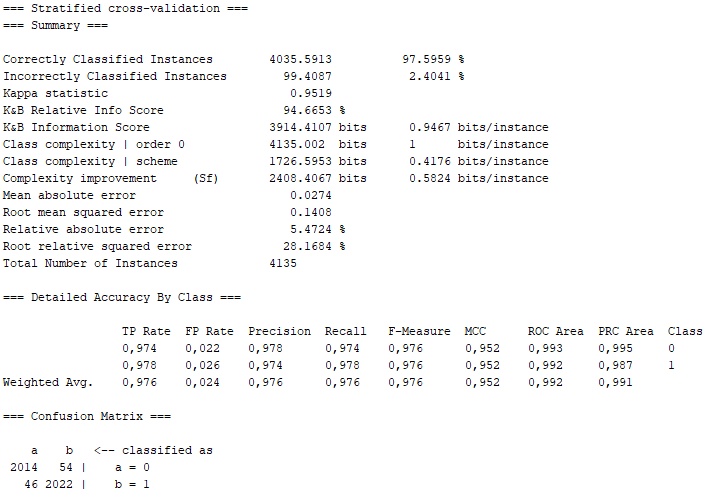 === Stratified cross-validation ===
=== Summary ===
Correctly Classified Instances 4035.5913 97.5959 %
Incorrectly Classified Instances 99.4087 2.4041 %
Kappa statistic 0.9519
K&B Relative Info Score 94.6653 %
K&B Information Score 3914.4107 bits 0.9467 bits/instance
Class complexity | order 0 4135.002 bits 1 bits/instance
Class complexity | scheme 1726.5953 bits 0.4176 bits/instance
Complexity improvement (Sf) 2408.4067 bits 0.5824 bits/instance
Mean absolute error 0.0274
Root mean squared error 0.1408
Relative absolute error 5.4724 %
Root relative squared error 28.1684 %
Total Number of Instances 4135
=== Detailed Accuracy By Class ===
TP Rate FP Rate Precision Recall F-Measure MCC ROC Area PRC Area Class
0,974 0,022 0,978 0,974 0,976 0,952 0,993 0,995 0
0,978 0,026 0,974 0,978 0,976 0,952 0,992 0,987 1
Weighted Avg. 0,976 0,024 0,976 0,976 0,976 0,952 0,992 0,991
=== Confusion Matrix ===
a b <-- classified as
2014 54 | a = 0
46 2022 | b = 1